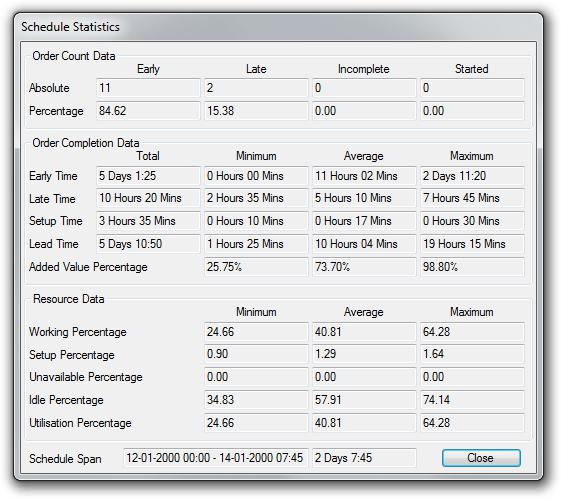 Schedule Statistics
Order Count Data
Early Late Incomplete Started
Absolute 11 2 0 0
Percentage 84.62 15.38 0.00 0.00
Order Completion Data
Total Minimum Average Maximum
Early Time 5 Days 1:25 0 Hours 00 Mins 11 Hours 02 Mins 2 Days 11:20
Late Time 10 Hours 20 Mins 2 Hours 35 Mins 5 Hours 10 Mins 7 Hours 45 Mins
Setup Time 3 Hours 35 Mins 0 Hours 10 Mins 0 Hours 17 Mins 0 Hours 30 Mins
Lead Time 5 Days 10:50 1 Hours 25 Mins 10 Hours 04 Mins 19 Hours 15 Mins
Added Value Percentage 25.75% 73.70% 98.80%
Resource Data
Minimum Average Maximum
Working Percentage 24.66 40.81 64.28
Setup Percentage 0.90 1.29 1.64
Unavailable Percentage 0.00 0.00 0.00
Idle Percentage 34.83 57.91 74.14
Utilisation Percentage 24.66 40.81 64.28
Schedule Span 12-01-2000 00:00 - 14-01-2000 07:45 2 Days 7:45 Close